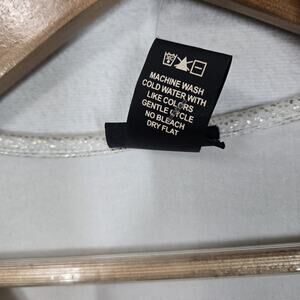 MACHINE WASH
COLD WATER WITH
LIKE COLORS
GENTLE CYCLE
NO BLEACH
DRY FLAT